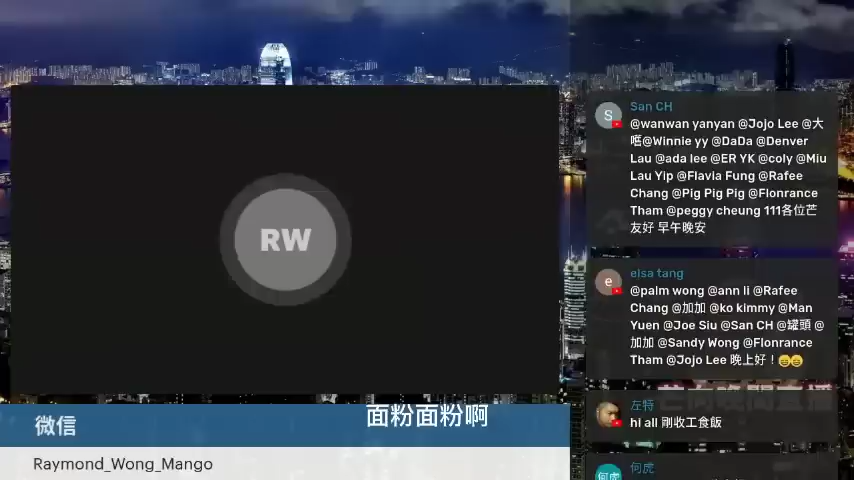 RW
面粉面粉啊
微信
Raymond_Wong_Mango
S
San CH
@wanwan yanyan @Jojo Lee @大
嚿@Winnie yy @DaDa @Denver
Lau @ada lee @ER YK @coly @Miu
Lau Yip @Flavia Fung @Rafee
Chang @Pig Pig Pig @Flonrance
Tham @peggy cheung 111各位芒
友好 早午晚安
e
elsa tang
@palm wong @ann li @Rafee
Chang @加加 @ko kimmy @Man
Yuen @Joe Siu @San CH @罐頭 @
加加 @Sandy Wong @Flonrance
Tham @Jojo Lee 晚上好！😄😄
左特
hi all 剛收工食飯
何虎
何虎